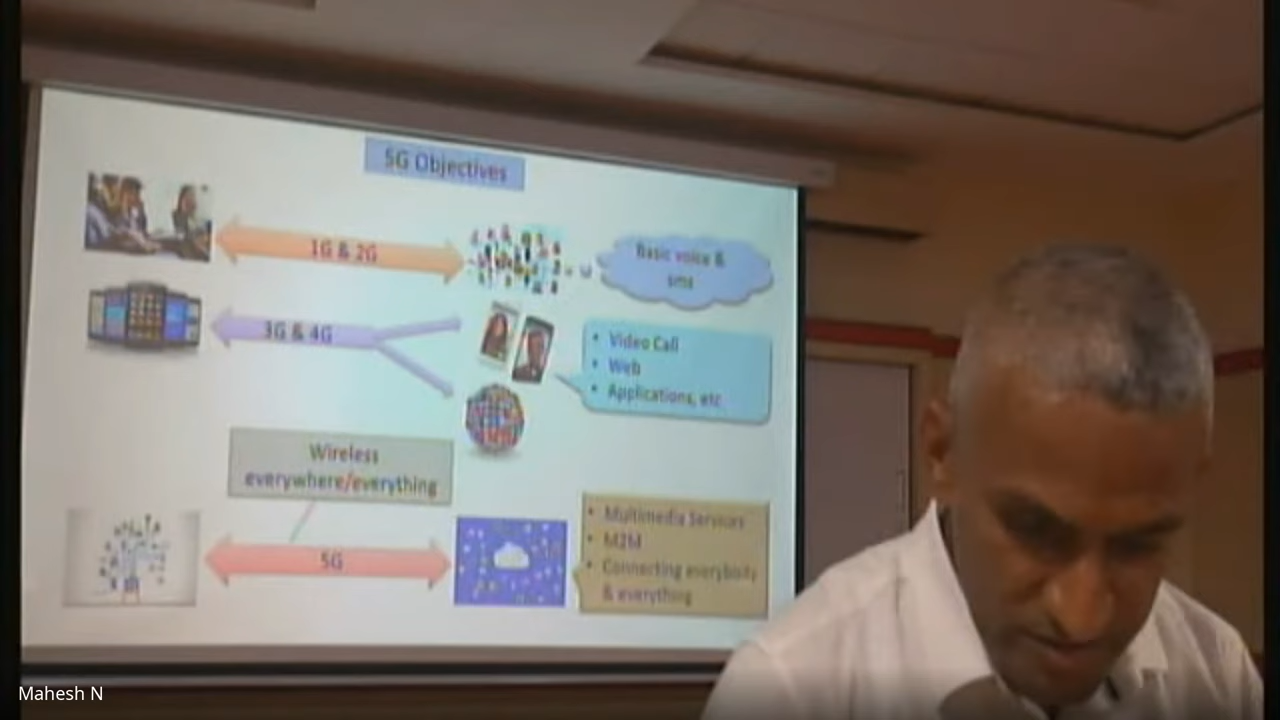 5G Objectives
1G & 2G
Basic voice &
sms
3G & 4G
• Video Call
• Web
• Applications, etc
Wireless
everywhere/everything
5G
• Multimedia Services
• M2M
• Connecting everybody
& everything
Mahesh N